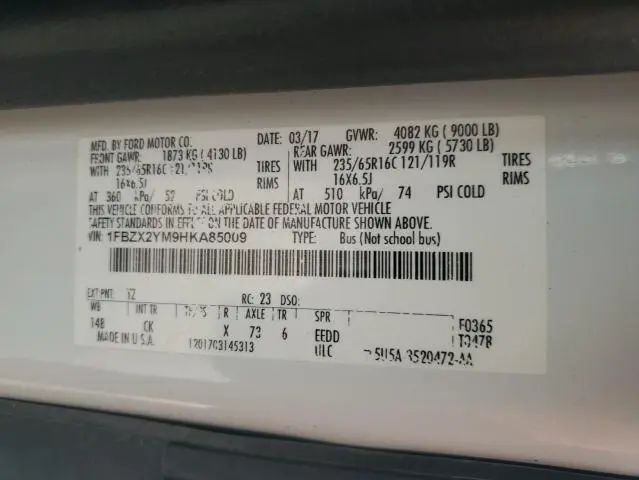 MFD. BY FORD MOTOR CO. DATE: 03/17 GVWR: 4082 KG ( 9000 LB)
FRONT GAWR: 1873 KG ( 4130 LB) REAR GAWR: 2599 KG ( 5730 LB)
WITH 235/65R16C 121/119R TIRES WITH 235/65R16C 121/119R TIRES
16X6.5J RIMS 16X6.5J RIMS
AT 360 kPa/ 52 PSI COLD AT 510 kPa/ 74 PSI COLD
THIS VEHICLE CONFORMS TO ALL APPLICABLE FEDERAL MOTOR VEHICLE
SAFETY STANDARDS IN EFFECT ON THE DATE OF MANUFACTURE SHOWN ABOVE.
VIN: 1FBZX2YM9HKA85009 TYPE: Bus (Not school bus)
EXT PNT: YZ RC: 23 DSO:
WB INT TR R AXLE TR SPR
148 CK X 73 6 EEDD F0365
MADE IN U.S.A. ULC T0478